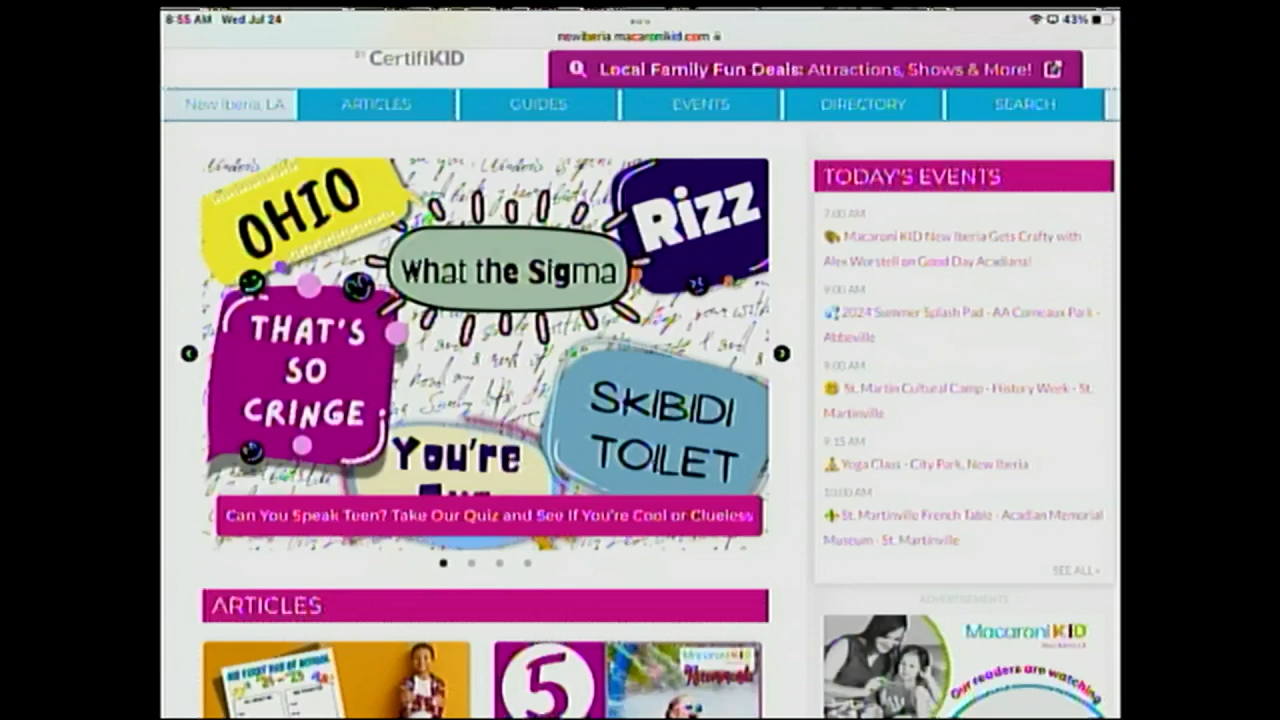 8:55 AM Wed Jul 24
43%
newiberia.macaronikid.com
BY CertifiKID
Local Family Fun Deals: Attractions, Shows & More!
New Iberia, LA
ARTICLES
GUIDES
EVENTS
DIRECTORY
SEARCH
OHIO
What the Sigma
Rizz
THAT'S
SO
CRINGE
SKIBIDI
TOILET
YOU'RE
Can You Speak Teen? Take Our Quiz and See If You're Cool or Clueless
ARTICLES
5
MacaroniKID
TODAY'S EVENTS
7:00 AM
Macaroni KID New Iberia Gets Crafty with
Alex Worstell on Good Day Acadiana!
9:00 AM
2024 Summer Splash Pad - AA Comeaux Park -
Abbeville
9:00 AM
St. Martin Cultural Camp - History Week - St.
Martinville
9:15 AM
Yoga Class - City Park, New Iberia
10:00 AM
St. Martinville French Table - Acadian Memorial
Museum - St. Martinville
SEE ALL »
ADVERTISEMENTS
MacaroniKID
Our readers are watching